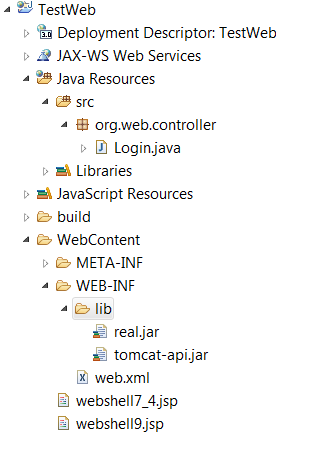 TestWeb
3.0 Deployment Descriptor: TestWeb
JAX-WS Web Services
Java Resources
src
org.web.controller
J Login.java
Libraries
JavaScript Resources
build
WebContent
META-INF
WEB-INF
lib
real.jar
tomcat-api.jar
X web.xml
webshell7_4.jsp
webshell9.jsp